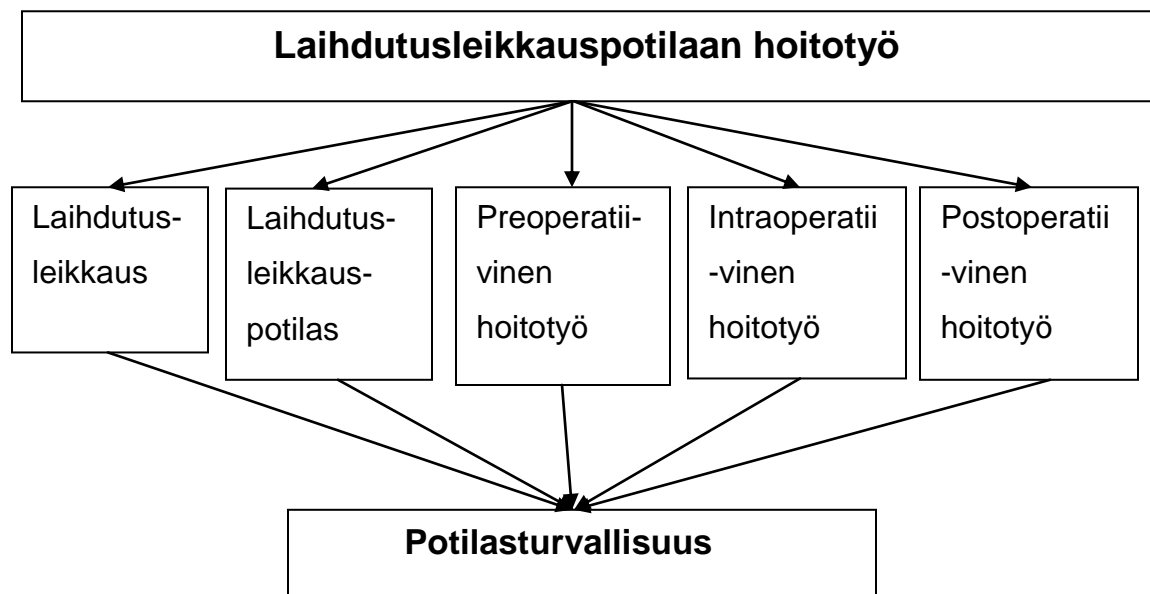 Laihdutusleikkauspotilaan hoitotyö
Laihdutus-
leikkaus
Laihdutus-
leikkaus-
potilas
Preoperatii-
vinen
hoitotyö
Intraoperatii
-vinen
hoitotyö
Postoperatii
-vinen
hoitotyö
Potilasturvallisuus